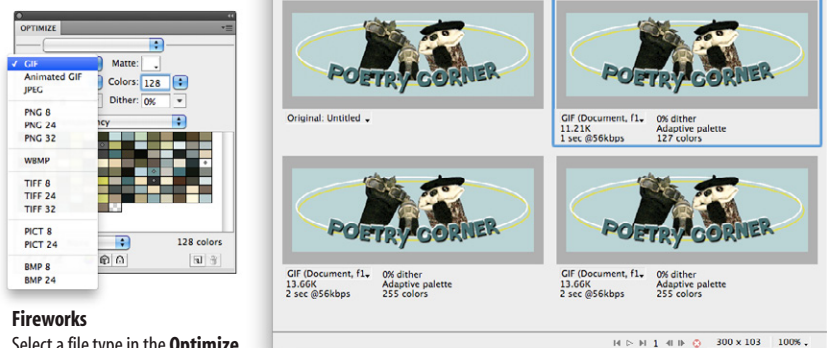 OPTIMIZE
GIF
Animated GIF
JPEG
PNG 8
PNG 24
PNG 32
WBMP
TIFF 8
TIFF 24
TIFF 32
PICT 8
PICT 24
BMP 8
BMP 24
Matte:
Colors: 128
Dither: 0%
128 colors
Fireworks
Select a file type in the Optimize
POETRY CORNER
Original: Untitled
POETRY CORNER
GIF (Document, f1 0% dither
11.21K Adaptive palette
1 sec @56kbps 127 colors
POETRY CORNER
GIF (Document, f1 0% dither
13.66K Adaptive palette
2 sec @56kbps 255 colors
POETRY CORNER
GIF (Document, f1 0% dither
13.66K Adaptive palette
2 sec @56kbps 255 colors
1 300 x 103 100%